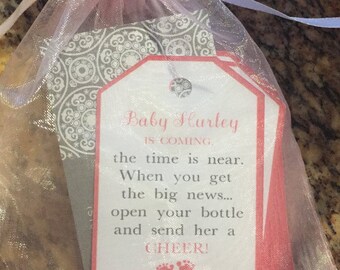 Baby Hurley
IS COMING
the time is near.
When you get
the big news...
open your bottle
and send her a
CHEER!